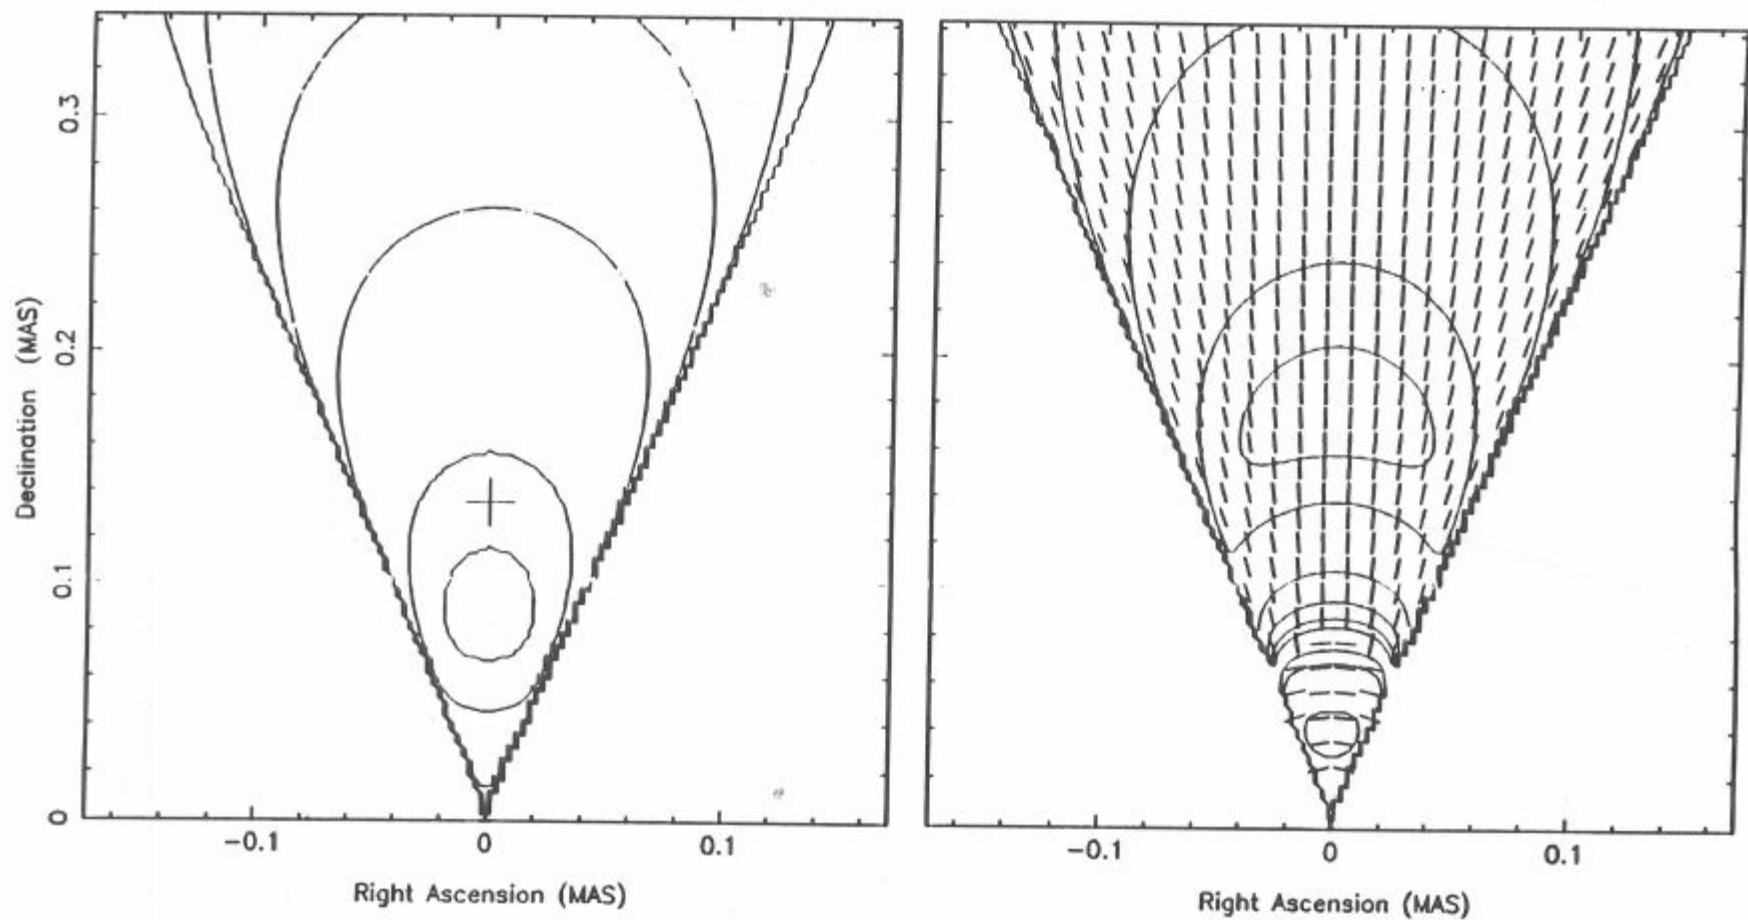 0.3
0.2
0.1
0
Declination (MAS)
-0.1 0 0.1
Right Ascension (MAS)
-0.1 0 0.1
Right Ascension (MAS)